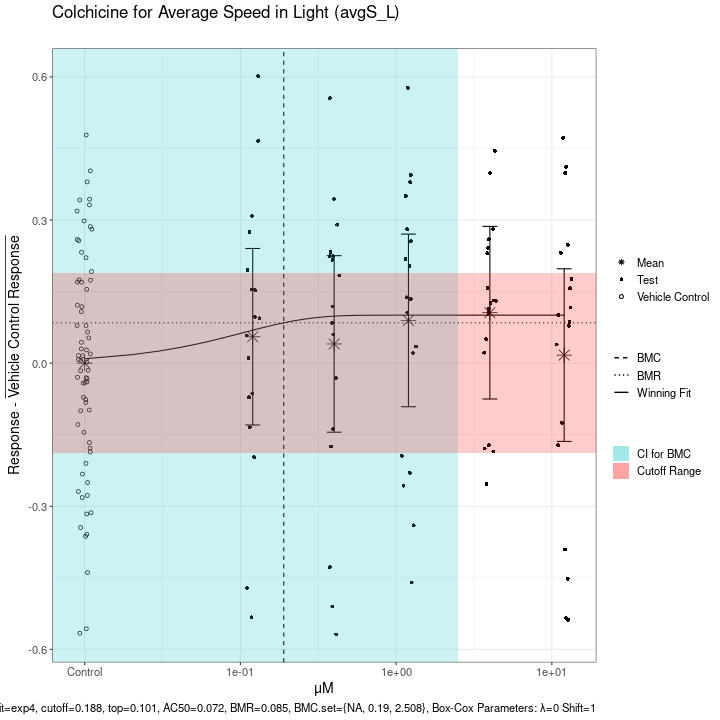 Colchicine for Average Speed in Light (avgS_L)
Response - Vehicle Control Response
0.6
0.3
0.0
-0.3
-0.6
Control
1e-01
1e+00
1e+01
μM
Mean
Test
Vehicle Control
BMC
BMR
Winning Fit
CI for BMC
Cutoff Range
it=exp4, cutoff=0.188, top=0.101, AC50=0.072, BMR=0.085, BMC.set={NA, 0.19, 2.508}, Box-Cox Parameters: λ=0 Shift=1